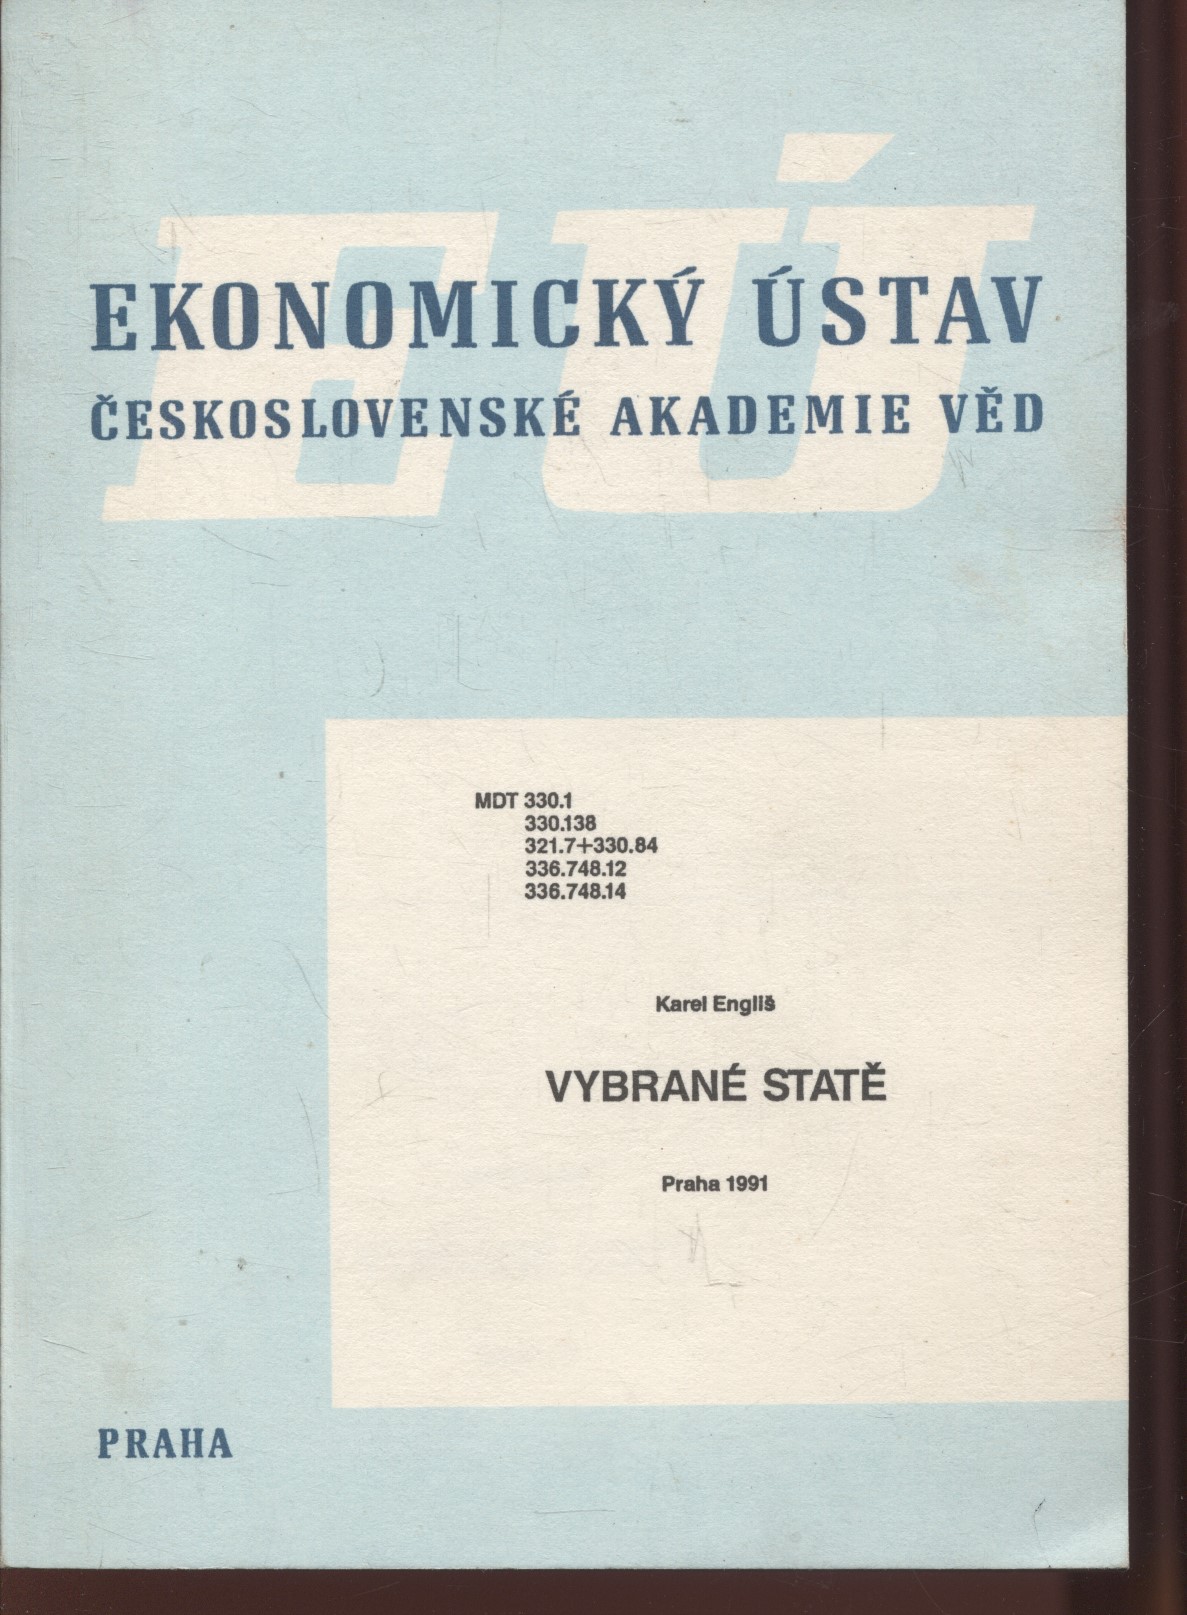 EÚ
EKONOMICKÝ ÚSTAV
ČESKOSLOVENSKÉ AKADEMIE VĚD
MDT 330.1
330.138
321.7+330.84
336.748.12
336.748.14
Karel Engliš
VYBRANÉ STATĚ
Praha 1991
PRAHA